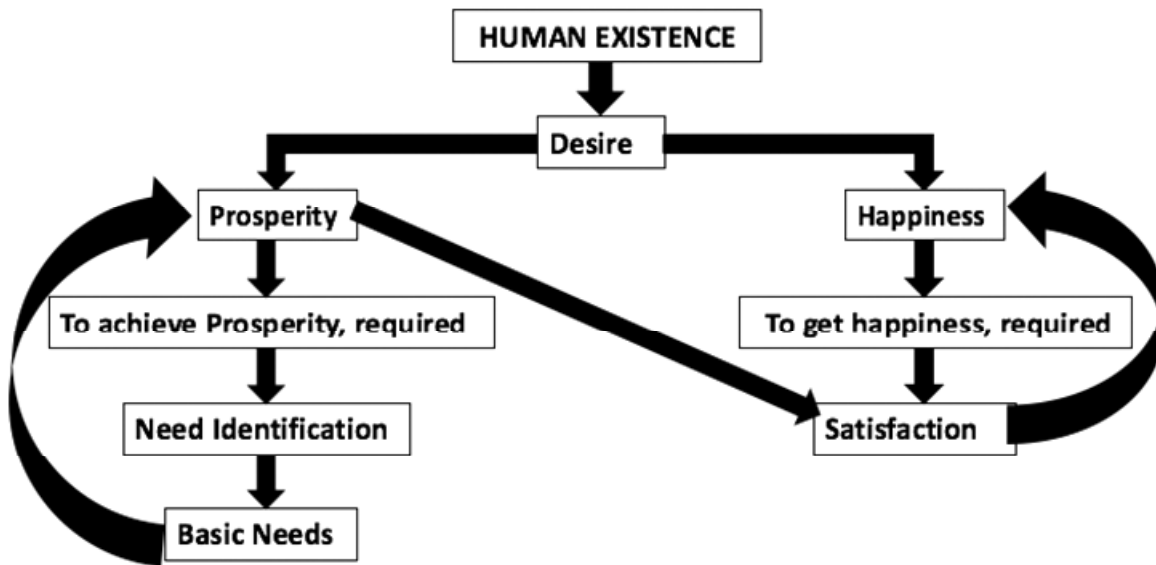 HUMAN EXISTENCE
Desire
Prosperity
Happiness
To achieve Prosperity, required
To get happiness, required
Need Identification
Satisfaction
Basic Needs